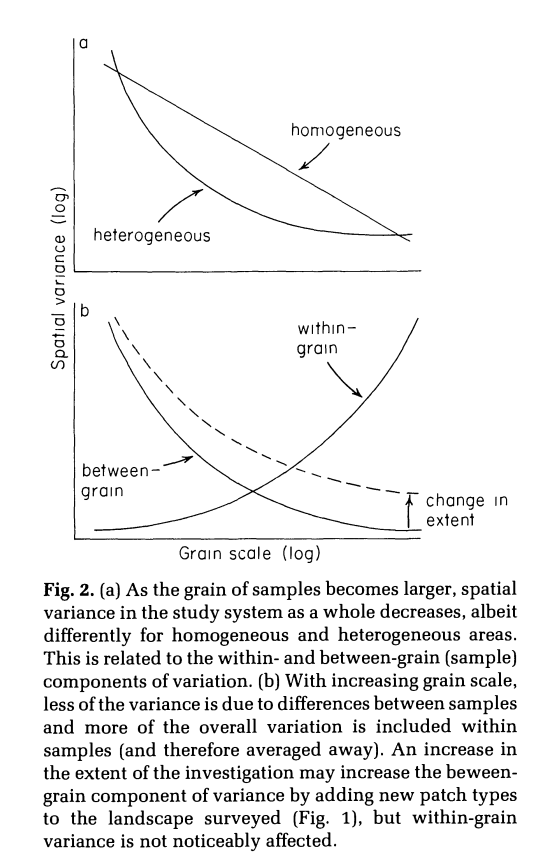 a
homogeneous
heterogeneous
Spatial variance (log)
b
within-
grain
between-
grain
change in
extent
Grain scale (log)
Fig. 2. (a) As the grain of samples becomes larger, spatial
variance in the study system as a whole decreases, albeit
differently for homogeneous and heterogeneous areas.
This is related to the within- and between-grain (sample)
components of variation. (b) With increasing grain scale,
less of the variance is due to differences between samples
and more of the overall variation is included within
samples (and therefore averaged away). An increase in
the extent of the investigation may increase the beween-
grain component of variance by adding new patch types
to the landscape surveyed (Fig. 1), but within-grain
variance is not noticeably affected.